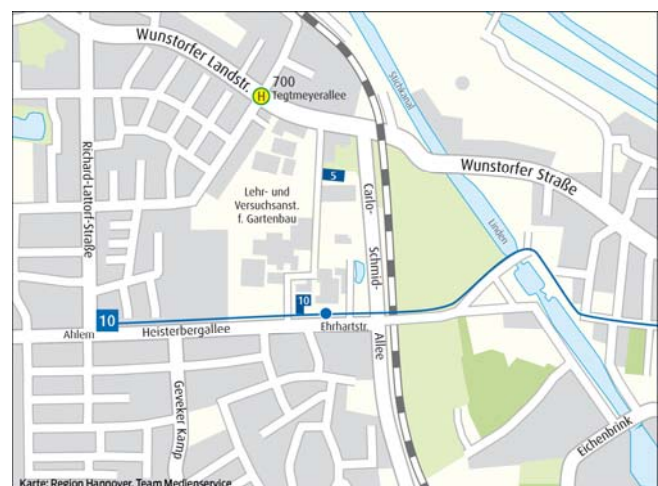 Wunstorfer Landstr.
H
700
Tegtmeyerallee
Stichkanal
Linden
Wunstorfer Straße
Richard-Lattorf-Straße
Lehr- und
Versuchsanst.
f. Gartenbau
5
Carlo-
Schmid-
Allee
10
10
Ahlem
Heisterbergallee
Ehrhartstr.
Geveker Kamp
Eichenbrink
Karte: Region Hannover, Team Medienservice